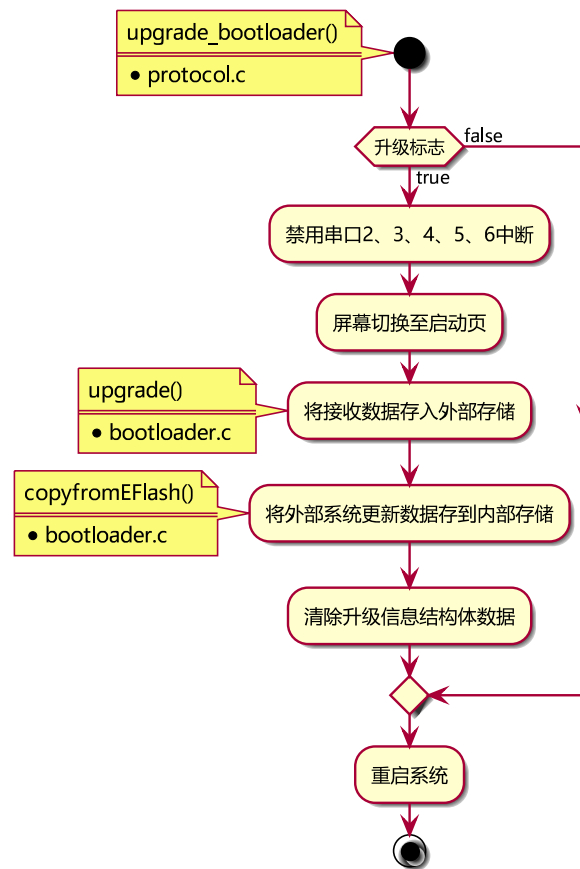 upgrade_bootloader()
• protocol.c
升级标志
false
true
禁用串口2、3、4、5、6中断
屏幕切换至启动页
upgrade()
• bootloader.c
将接收数据存入外部存储
copyfromEFlash()
• bootloader.c
将外部系统更新数据存到内部存储
清除升级信息结构体数据
重启系统